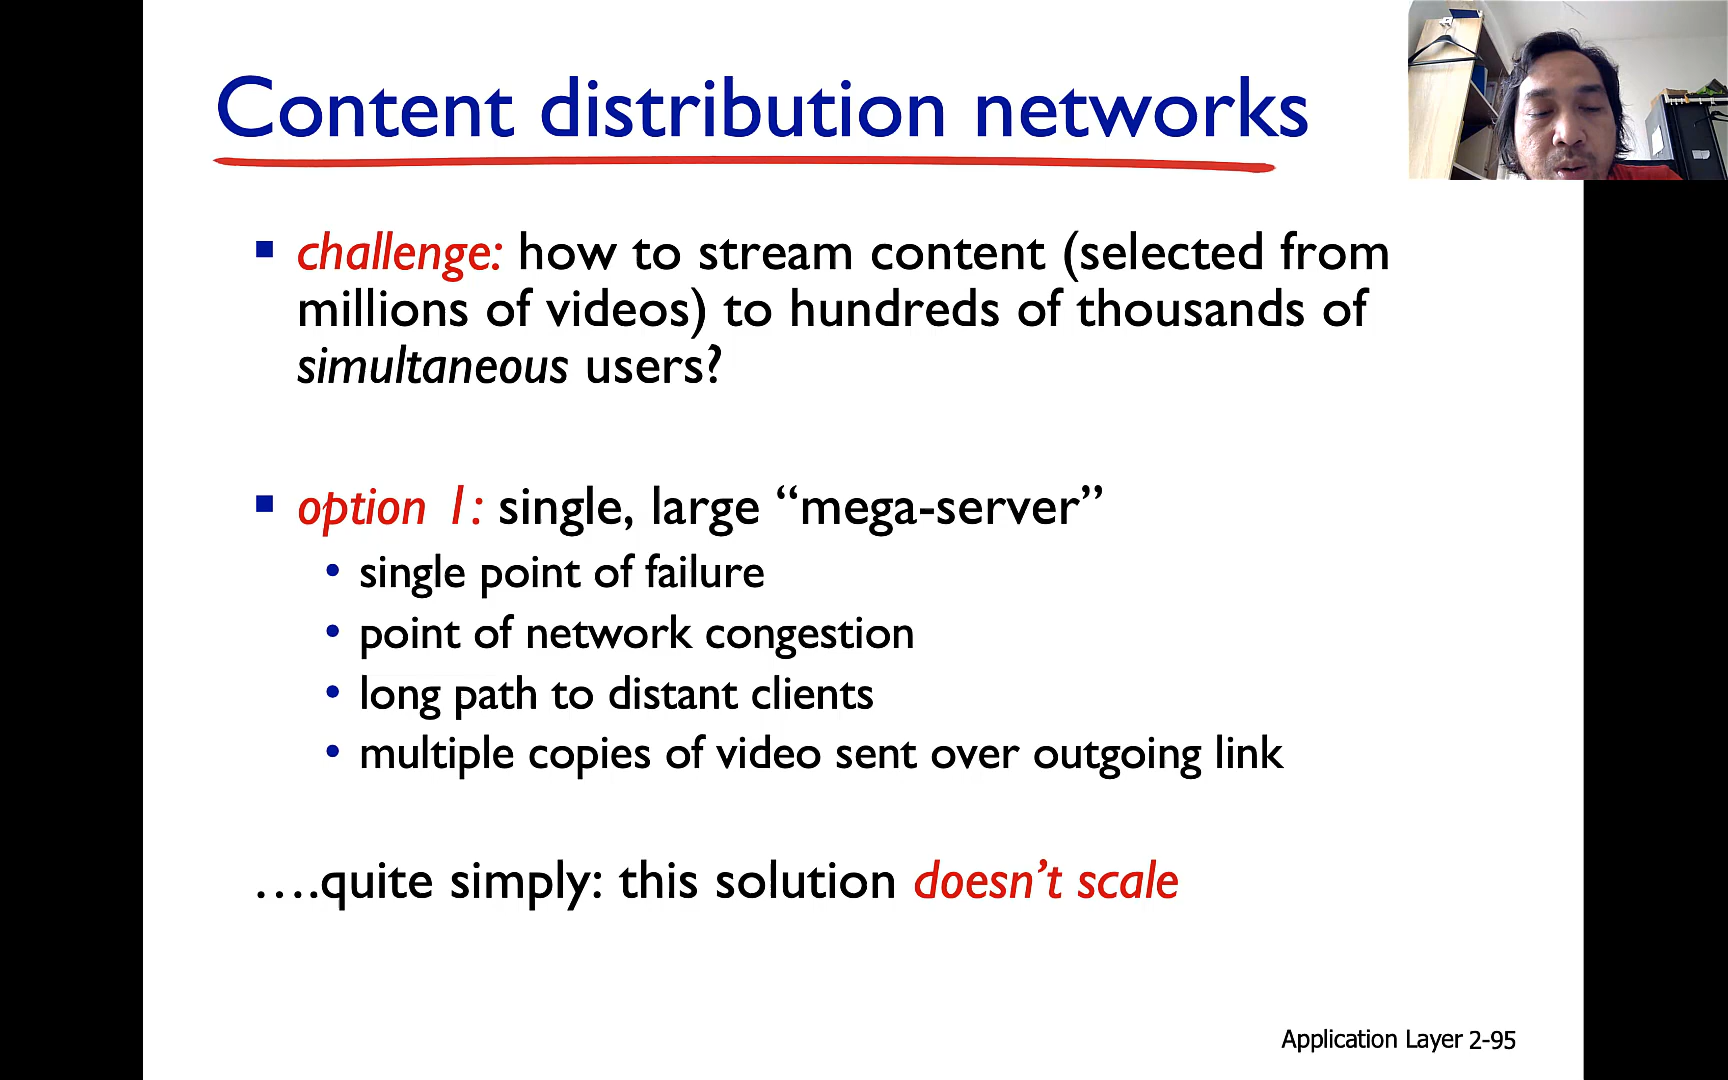 Content distribution networks
challenge: how to stream content (selected from
millions of videos) to hundreds of thousands of
simultaneous users?
option 1: single, large “mega-server”
• single point of failure
• point of network congestion
• long path to distant clients
• multiple copies of video sent over outgoing link
….quite simply: this solution doesn’t scale
Application Layer 2-95